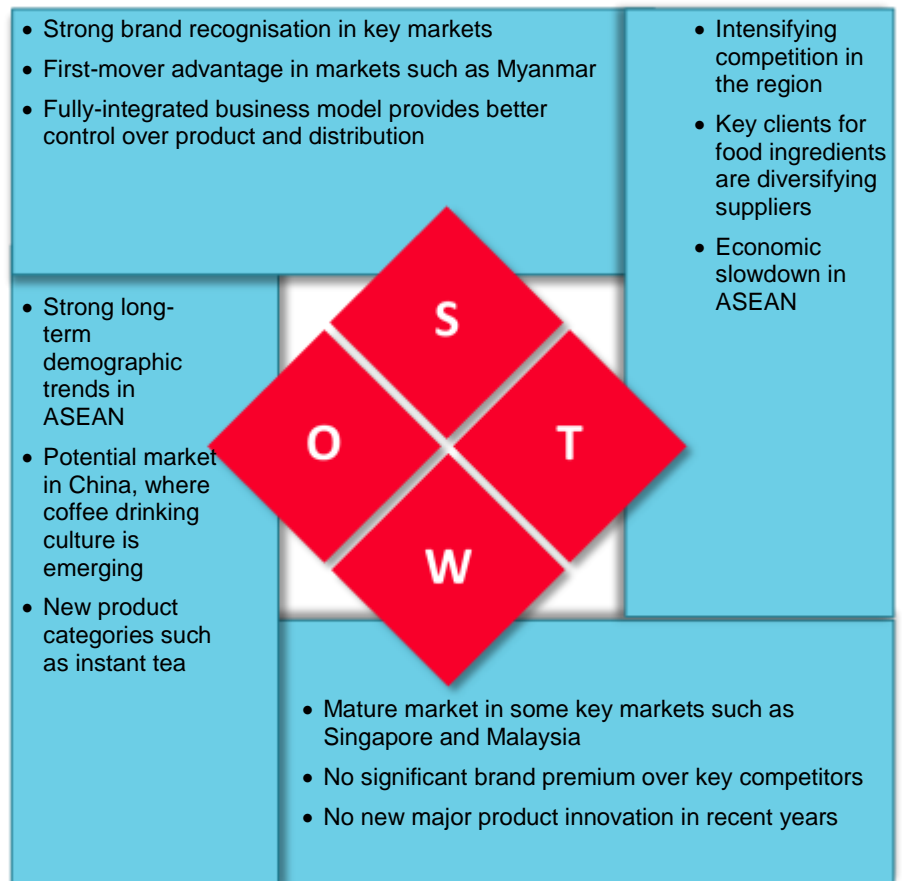 • Strong brand recognisation in key markets
• First-mover advantage in markets such as Myanmar
• Fully-integrated business model provides better
control over product and distribution
• Intensifying
competition in
the region
• Key clients for
food ingredients
are diversifying
suppliers
• Economic
slowdown in
ASEAN
• Strong long-
term
demographic
trends in
ASEAN
• Potential market
in China, where
coffee drinking
culture is
emerging
• New product
categories such
as instant tea
S
O
T
W
• Mature market in some key markets such as
Singapore and Malaysia
• No significant brand premium over key competitors
• No new major product innovation in recent years